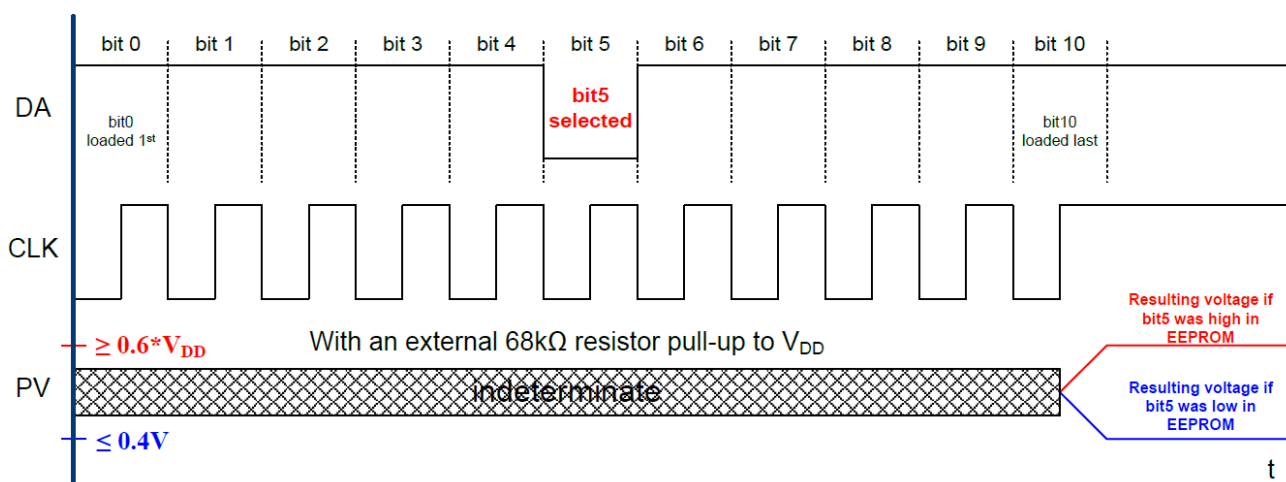 bit 0 bit 1 bit 2 bit 3 bit 4 bit 5 bit 6 bit 7 bit 8 bit 9 bit 10
DA
bit0
loaded 1st
bit5
selected
bit10
loaded last
CLK
≥ 0.6*VDD
With an external 68kΩ resistor pull-up to VDD
Resulting voltage if
bit5 was high in
EEPROM
PV
indeterminate
Resulting voltage if
bit5 was low in
EEPROM
≤ 0.4V
t